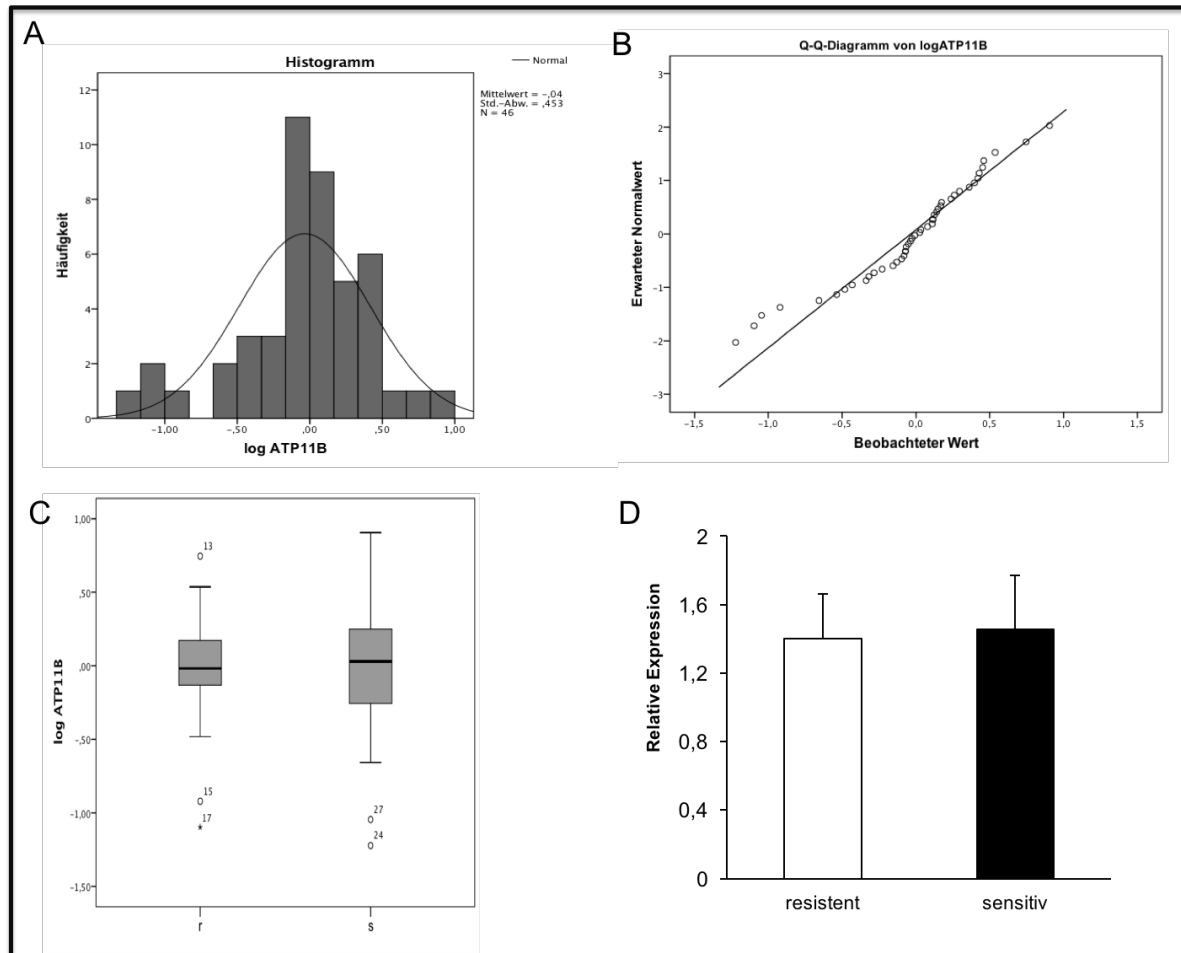 A
Histogramm
Normal
Mittelwert = -,04
Std.-Abw. = ,453
N = 46
12
10
8
6
4
2
0
Häufigkeit
-1,00
-,50
,00
,50
1,00
log ATP11B
B
Q-Q-Diagramm von logATP11B
3
2
1
0
-1
-2
-3
Erwarteter Normalwert
-1,5
-1,0
-0,5
0,0
0,5
1,0
1,5
Beobachteter Wert
C
1,00
,50
,00
-,50
-1,00
-1,50
log ATP11B
13
15
17
27
24
r
s
D
2
1,6
1,2
0,8
0,4
0
Relative Expression
resistent
sensitiv